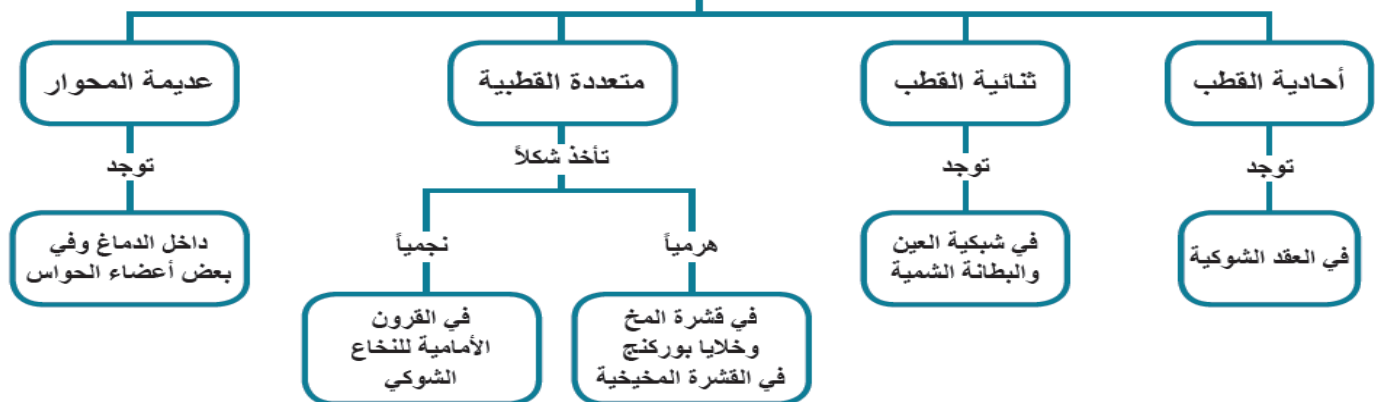 أحادية القطب
ثنائية القطب
متعددة القطبية
عديمة المحوار
توجد
توجد
تأخذ شكلاً
توجد
هرمياً
نجمياً
في العقد الشوكية
في شبكية العين
والبطانة الشمية
في قشرة المخ
وخلايا بوركنج
في القشرة المخيخية
في القرون
الأمامية للنخاع
الشوكي
داخل الدماغ وفي
بعض أعضاء الحواس